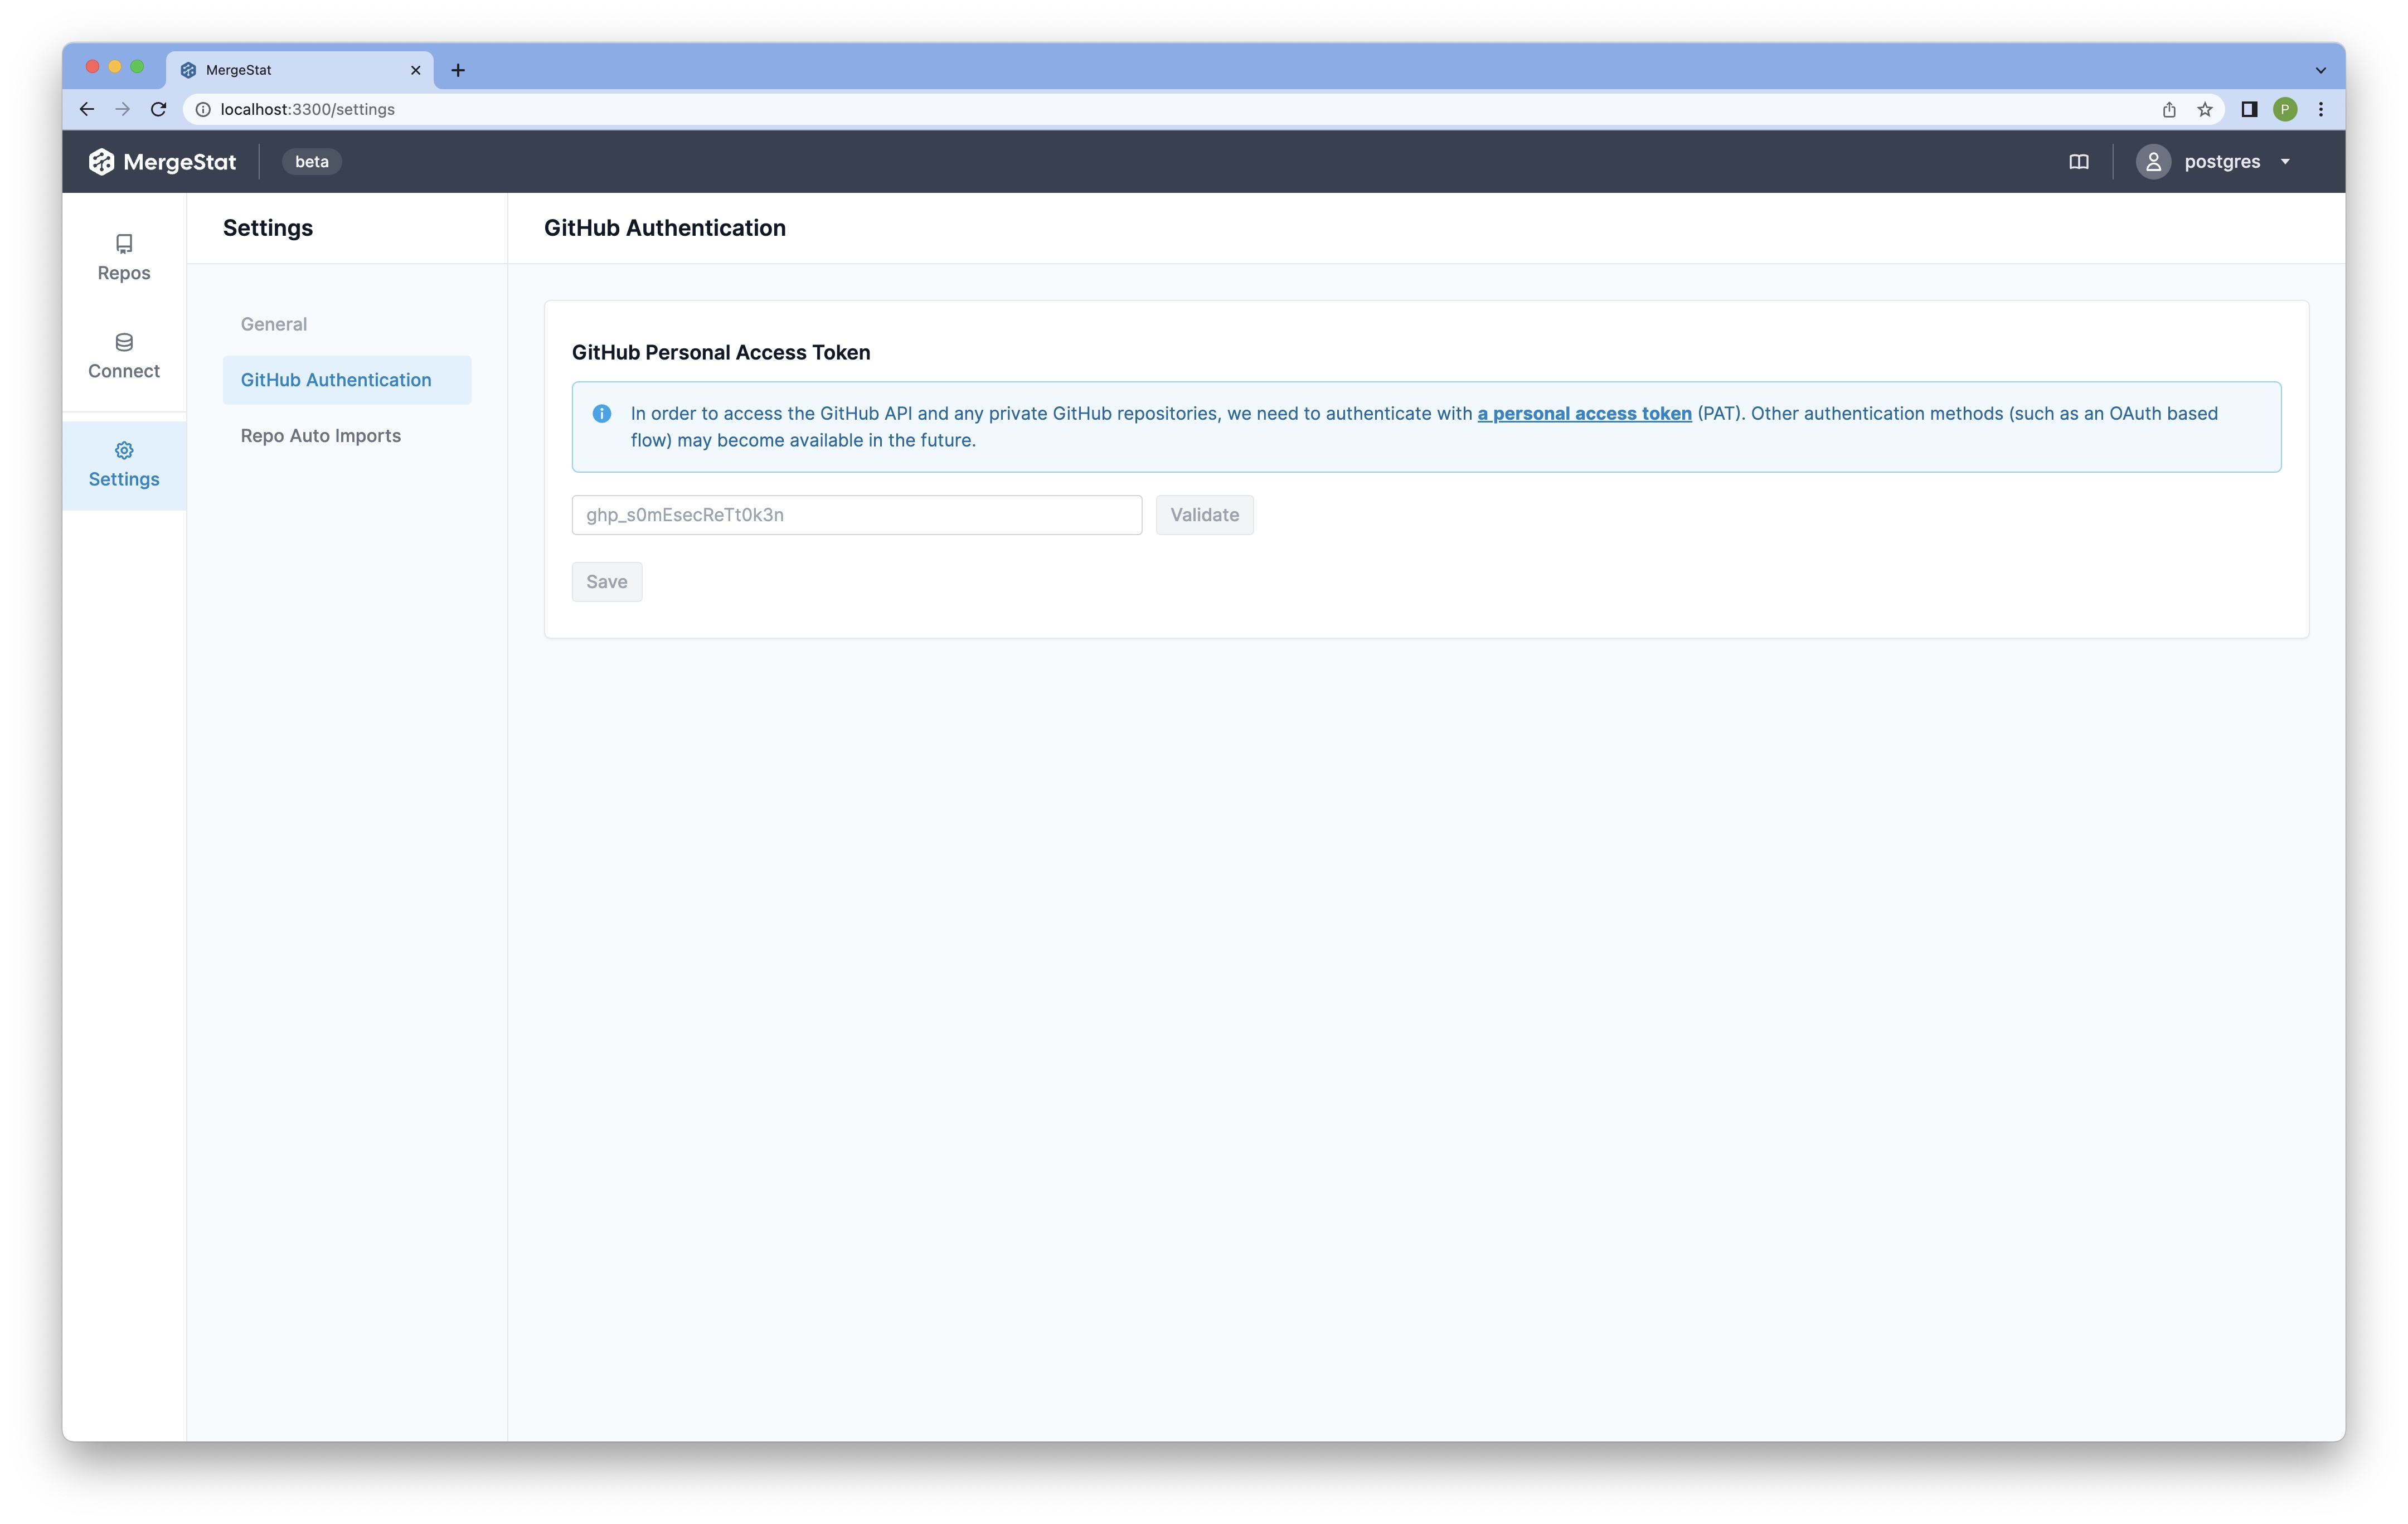 MergeStat
localhost:3300/settings
P
MergeStat
beta
postgres
Repos
Connect
Settings
Settings
General
GitHub Authentication
Repo Auto Imports
GitHub Authentication
GitHub Personal Access Token
In order to access the GitHub API and any private GitHub repositories, we need to authenticate with a personal access token (PAT). Other authentication methods (such as an OAuth based
flow) may become available in the future.
ghp_s0mEsecReTt0k3n
Validate
Save